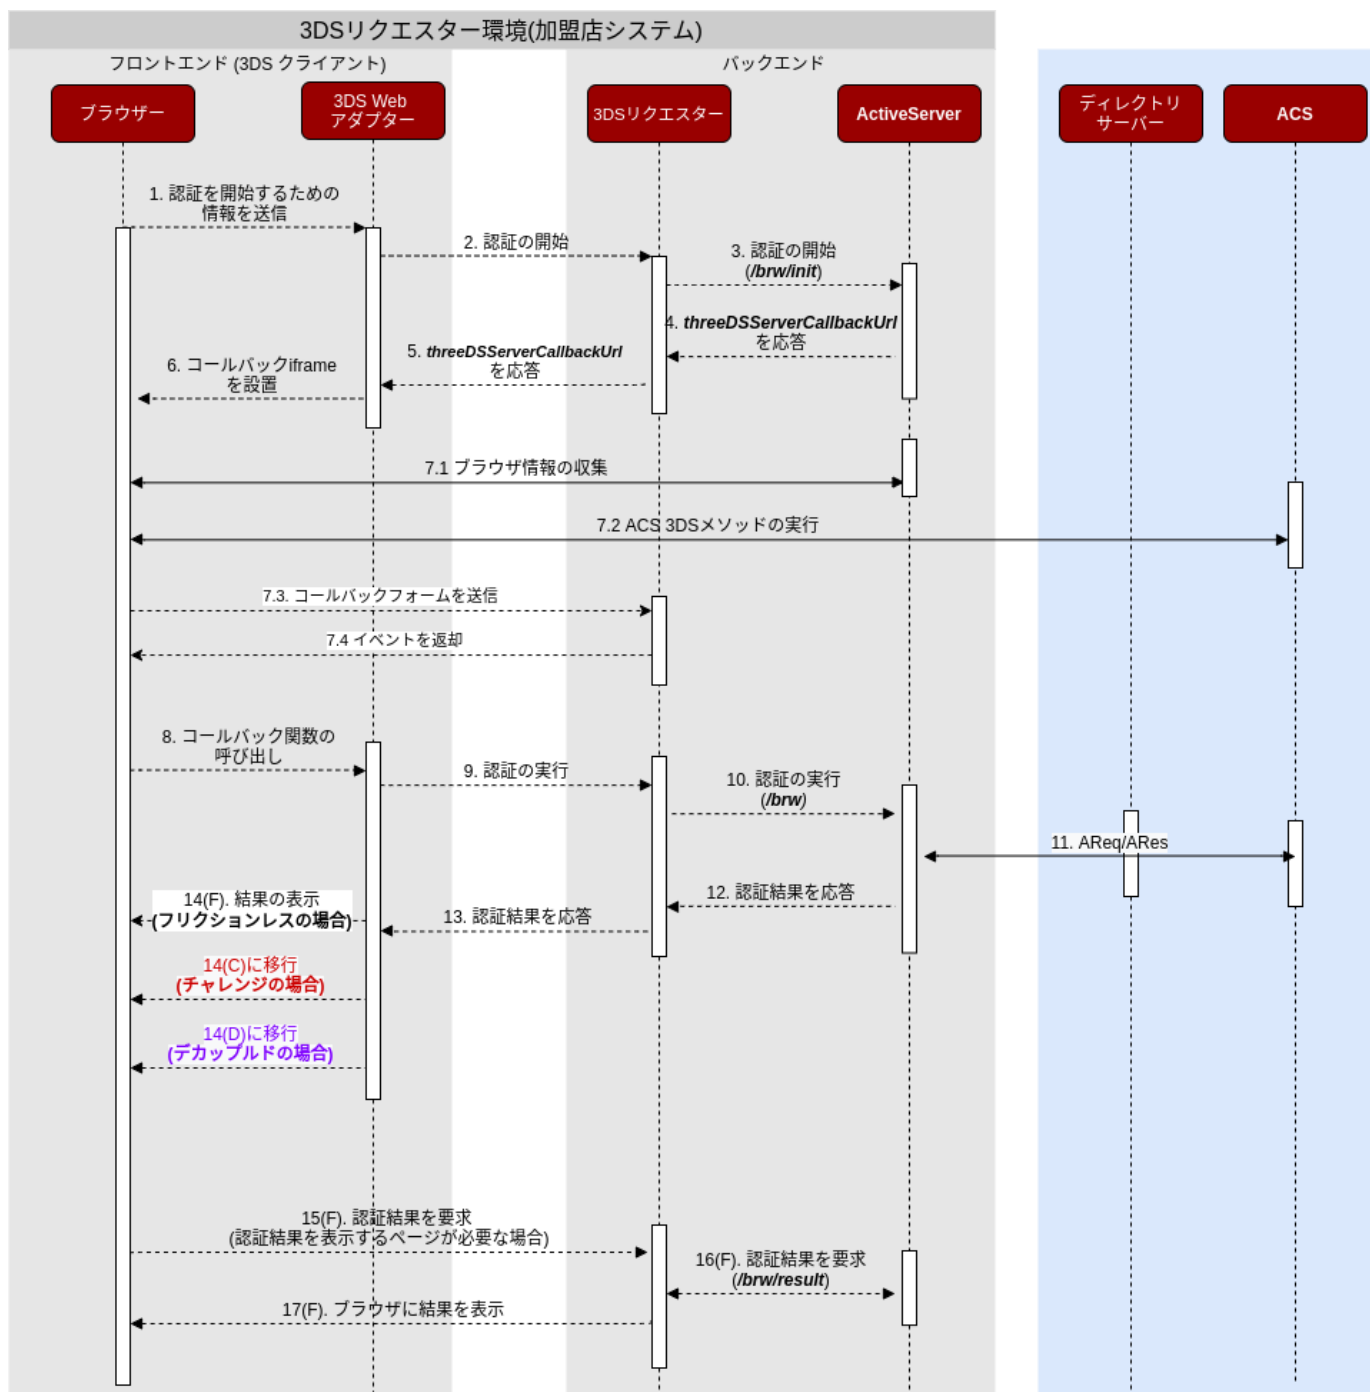 3DSリクエスター環境(加盟店システム)
フロントエンド (3DS クライアント)
バックエンド
ブラウザー
3DS Web
アダプター
3DSリクエスター
ActiveServer
ディレクトリ
サーバー
ACS
1. 認証を開始するための
情報を送信
2. 認証の開始
3. 認証の開始
(/brw/init)
4. threeDSServerCallbackUrl
を応答
5. threeDSServerCallbackUrl
を応答
6. コールバックiframe
を設置
7.1 ブラウザ情報の収集
7.2 ACS 3DSメソッドの実行
7.3. コールバックフォームを送信
7.4 イベントを返却
8. コールバック関数の
呼び出し
9. 認証の実行
10. 認証の実行
(/brw)
11. AReq/ARes
12. 認証結果を応答
13. 認証結果を応答
14(F). 結果の表示
(フリクションレスの場合)
14(C)に移行
(チャレンジの場合)
14(D)に移行
(デカップルドの場合)
15(F). 認証結果を要求
(認証結果を表示するページが必要な場合)
16(F). 認証結果を要求
(/brw/result)
17(F). ブラウザに結果を表示